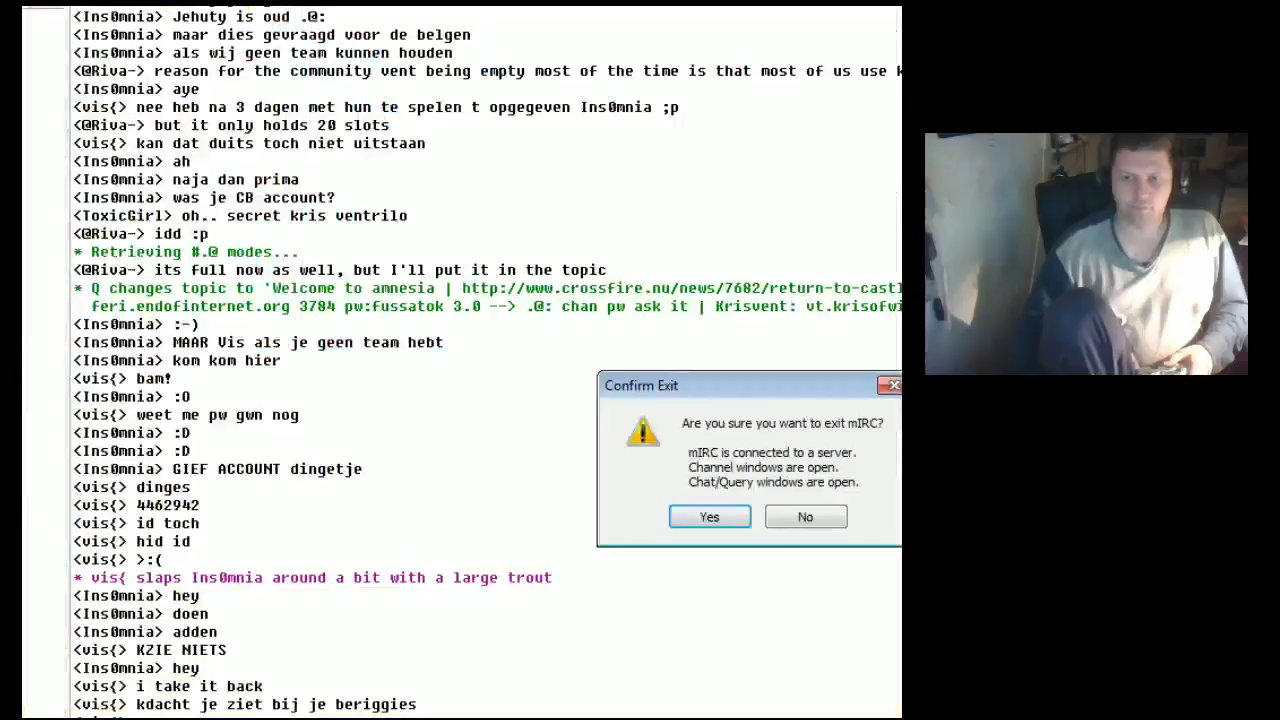 <Ins0mnia> Jehuty is oud .@:
<Ins0mnia> maar dies gevraagd voor de belgen
<Ins0mnia> als wij geen team kunnen houden
<@Riva-> reason for the community vent being empty most of the time is that most of us use
<Ins0mnia> aye
<vis{> nee heb na 3 dagen met hun te spelen t opgegeven Ins0mnia ;p
<@Riva-> but it only holds 20 slots
<vis{> kan dat duits toch niet uitstaan
<Ins0mnia> ah
<Ins0mnia> naja dan prima
<Ins0mnia> was je CB account?
<ToxicGirl> oh.. secret kris ventrilo
<@Riva-> idd :p
* Retrieving #.@ modes...
<@Riva-> its full now as well, but I'll put it in the topic
* Q changes topic to 'Welcome to amnesia | http://www.crossfire.nu/news/7682/return-to-castl
feri.endofinternet.org 3784 pw:fussatok 3.0 --> .@: chan pw ask it | Krisvent: vt.krisofwi
<Ins0mnia> :-)
<Ins0mnia> MAAR Vis als je geen team hebt
<Ins0mnia> kom kom hier
<vis{> bam!
<Ins0mnia> :O
<vis{> weet me pw gwn nog
<Ins0mnia> :D
<Ins0mnia> :D
<Ins0mnia> GIEF ACCOUNT dingetje
<vis{> dinges
<vis{> 4462942
<vis{> id toch
<vis{> hid id
<vis{> >:(
* vis{ slaps Ins0mnia around a bit with a large trout
<Ins0mnia> hey
<Ins0mnia> doen
<Ins0mnia> adden
<vis{> KZIE NIETS
<Ins0mnia> hey
<vis{> i take it back
<vis{> kdacht je ziet bij je beriggies
Confirm Exit
Are you sure you want to exit mIRC?
mIRC is connected to a server.
Channel windows are open.
Chat/Query windows are open.
Yes
No